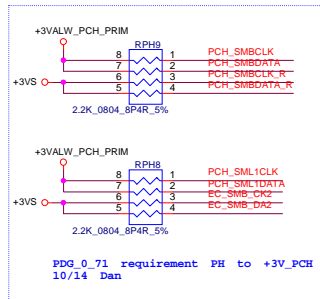 +3VALW_PCH_PRIM
RPH9
8 1 PCH_SMBCLK
7 2 PCH_SMBDATA
+3VS 6 3 PCH_SMBCLK_R
5 4 PCH_SMBDATA_R
2.2K_0804_8P4R_5%
+3VALW_PCH_PRIM
RPH8
8 1 PCH_SML1CLK
7 2 PCH_SML1DATA
+3VS 6 3 EC_SMB_CK2
5 4 EC_SMB_DA2
2.2K_0804_8P4R_5%
PDG_0_71 requirement PH to +3V_PCH
10/14 Dan